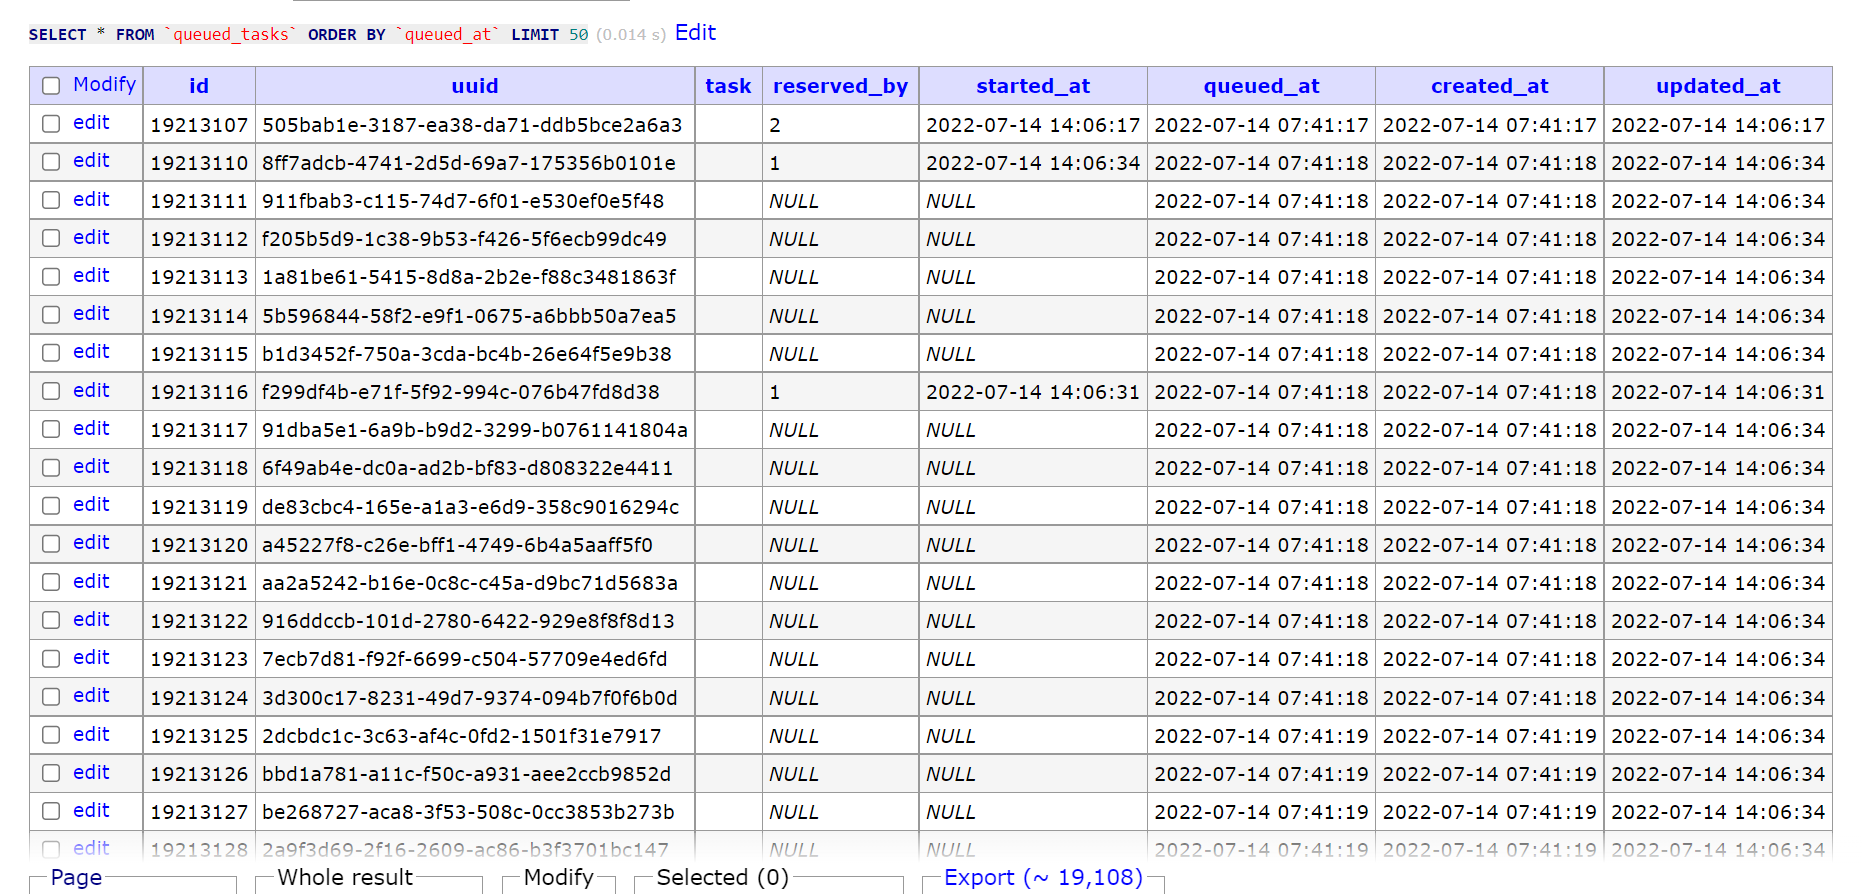 SELECT * FROM `queued_tasks` ORDER BY `queued_at` LIMIT 50 (0.014 s) Edit
Modify id uuid task reserved_by started_at queued_at created_at updated_at
edit 19213107 505bab1e-3187-ea38-da71-ddb5bce2a6a3 2 2022-07-14 14:06:17 2022-07-14 07:41:17 2022-07-14 07:41:17 2022-07-14 14:06:17
edit 19213110 8ff7adcb-4741-2d5d-69a7-175356b0101e 1 2022-07-14 14:06:34 2022-07-14 07:41:18 2022-07-14 07:41:18 2022-07-14 14:06:34
edit 19213111 911fbab3-c115-74d7-6f01-e530ef0e5f48 NULL NULL 2022-07-14 07:41:18 2022-07-14 07:41:18 2022-07-14 14:06:34
edit 19213112 f205b5d9-1c38-9b53-f426-5f6ecb99dc49 NULL NULL 2022-07-14 07:41:18 2022-07-14 07:41:18 2022-07-14 14:06:34
edit 19213113 1a81be61-5415-8d8a-2b2e-f88c3481863f NULL NULL 2022-07-14 07:41:18 2022-07-14 07:41:18 2022-07-14 14:06:34
edit 19213114 5b596844-58f2-e9f1-0675-a6bbb50a7ea5 NULL NULL 2022-07-14 07:41:18 2022-07-14 07:41:18 2022-07-14 14:06:34
edit 19213115 b1d3452f-750a-3cda-bc4b-26e64f5e9b38 NULL NULL 2022-07-14 07:41:18 2022-07-14 07:41:18 2022-07-14 14:06:34
edit 19213116 f299df4b-e71f-5f92-994c-076b47fd8d38 1 2022-07-14 14:06:31 2022-07-14 07:41:18 2022-07-14 07:41:18 2022-07-14 14:06:31
edit 19213117 91dba5e1-6a9b-b9d2-3299-b0761141804a NULL NULL 2022-07-14 07:41:18 2022-07-14 07:41:18 2022-07-14 14:06:34
edit 19213118 6f49ab4e-dc0a-ad2b-bf83-d808322e4411 NULL NULL 2022-07-14 07:41:18 2022-07-14 07:41:18 2022-07-14 14:06:34
edit 19213119 de83cbc4-165e-a1a3-e6d9-358c9016294c NULL NULL 2022-07-14 07:41:18 2022-07-14 07:41:18 2022-07-14 14:06:34
edit 19213120 a45227f8-c26e-bff1-4749-6b4a5aaff5f0 NULL NULL 2022-07-14 07:41:18 2022-07-14 07:41:18 2022-07-14 14:06:34
edit 19213121 aa2a5242-b16e-0c8c-c45a-d9bc71d5683a NULL NULL 2022-07-14 07:41:18 2022-07-14 07:41:18 2022-07-14 14:06:34
edit 19213122 916ddccb-101d-2780-6422-929e8f8f8d13 NULL NULL 2022-07-14 07:41:18 2022-07-14 07:41:18 2022-07-14 14:06:34
edit 19213123 7ecb7d81-f92f-6699-c504-57709e4ed6fd NULL NULL 2022-07-14 07:41:18 2022-07-14 07:41:18 2022-07-14 14:06:34
edit 19213124 3d300c17-8231-49d7-9374-094b7f0f6b0d NULL NULL 2022-07-14 07:41:18 2022-07-14 07:41:18 2022-07-14 14:06:34
edit 19213125 2dcbdc1c-3c63-af4c-0fd2-1501f31e7917 NULL NULL 2022-07-14 07:41:19 2022-07-14 07:41:19 2022-07-14 14:06:34
edit 19213126 bbd1a781-a11c-f50c-a931-aee2ccb9852d NULL NULL 2022-07-14 07:41:19 2022-07-14 07:41:19 2022-07-14 14:06:34
edit 19213127 be268727-aca8-3f53-508c-0cc3853b273b NULL NULL 2022-07-14 07:41:19 2022-07-14 07:41:19 2022-07-14 14:06:34
edit 19213128 2a9f3d69-2f16-2609-ac86-b3f3701bc147 NULL NULL 2022-07-14 07:41:19 2022-07-14 07:41:19 2022-07-14 14:06:34
Page Whole result Modify Selected (0) Export (~ 19,108)